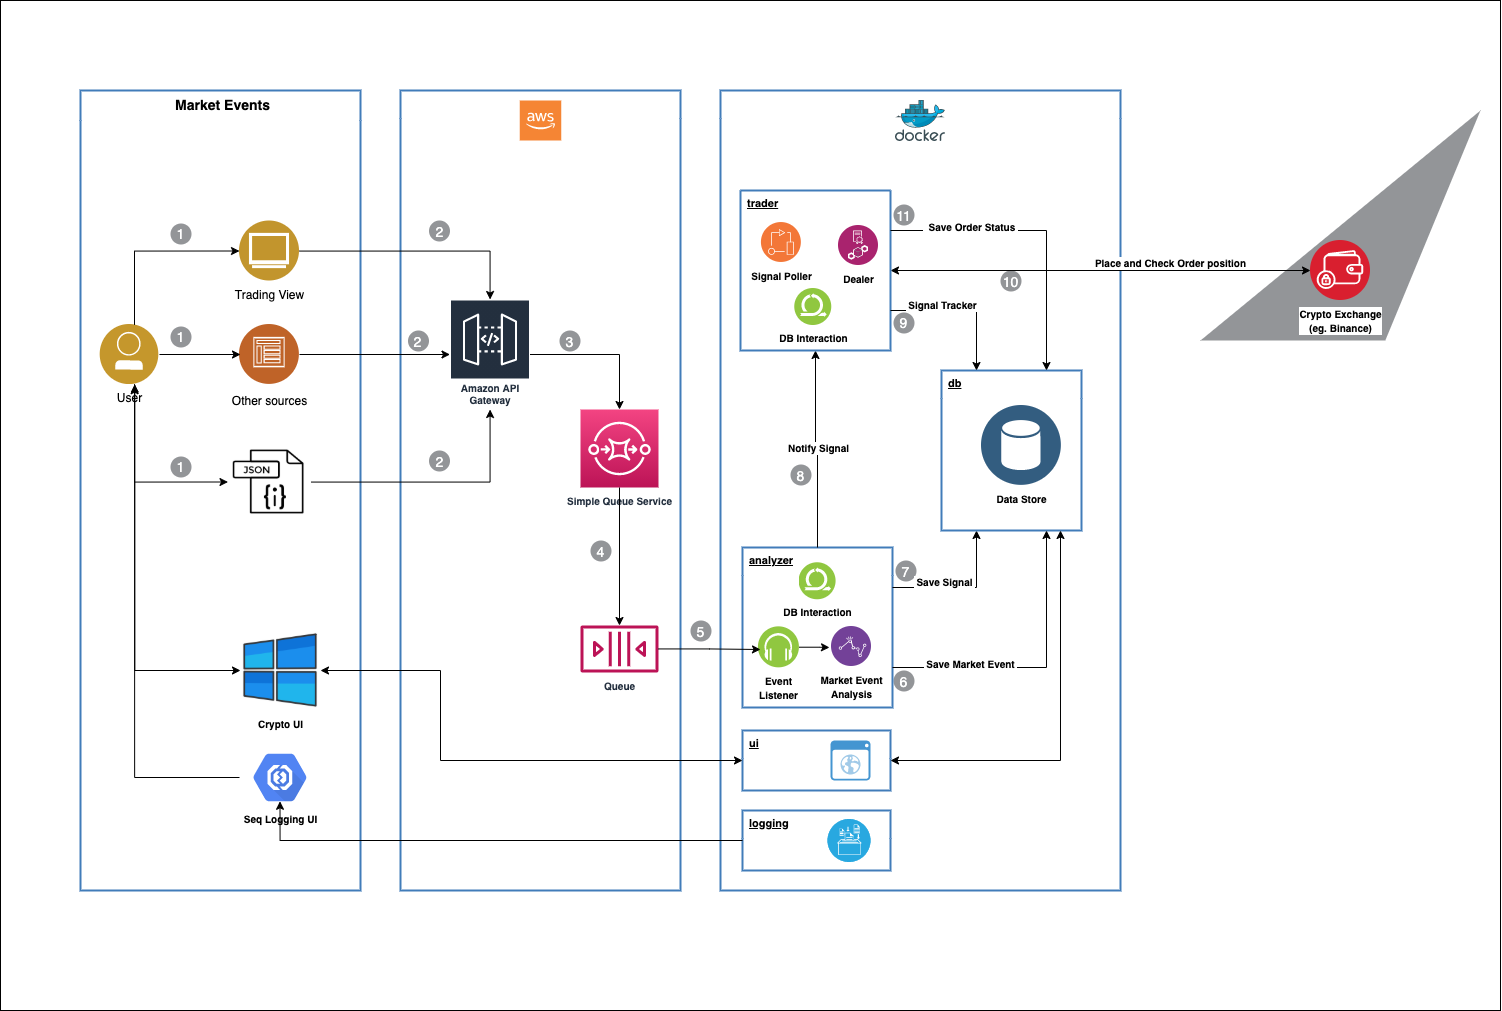 Market Events
aws
docker
1
Trading View
2
1
User
Other sources
2
Amazon API
Gateway
3
1
JSON
{i}
2
</>
Simple Queue Service
4
Queue
5
Crypto UI
Seq Logging UI
trader
Signal Poller
Dealer
DB Interaction
11
Save Order Status
Place and Check Order position
10
Signal Tracker
9
Crypto Exchange
(eg. Binance)
db
Data Store
Notify Signal
8
analyzer
DB Interaction
Event
Listener
Market Event
Analysis
7
Save Signal
Save Market Event
6
ui
logging